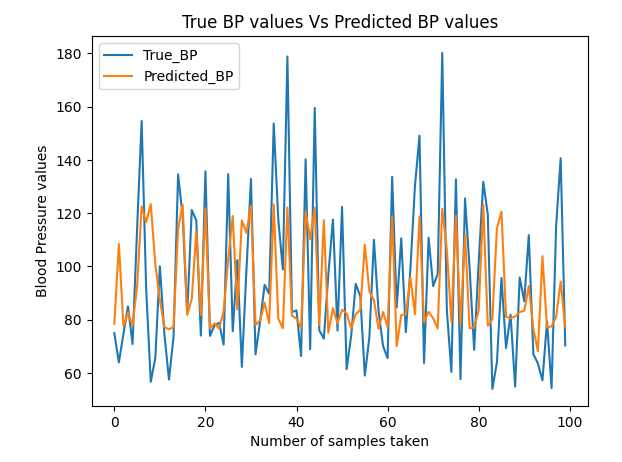 True BP values Vs Predicted BP values
True_BP
Predicted_BP
180
160
140
120
100
80
60
Blood Pressure values
0 20 40 60 80 100
Number of samples taken